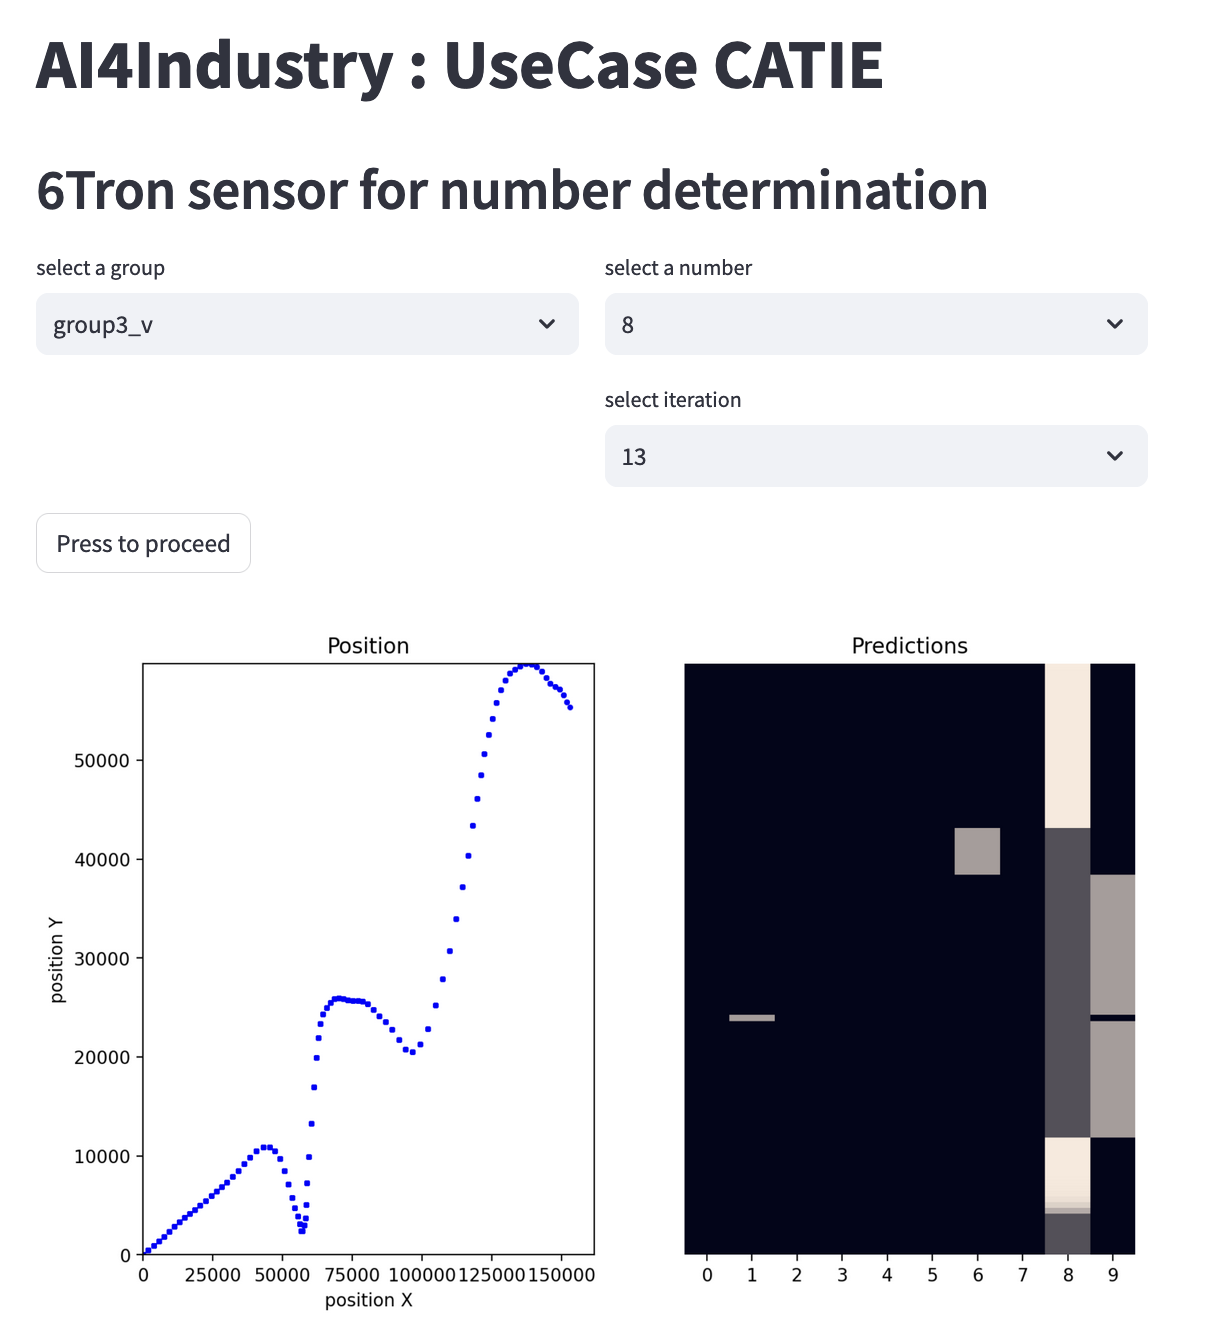 AI4Industry : UseCase CATIE
6Tron sensor for number determination
select a group
select a number
group3_v
8
select iteration
13
Press to proceed
Position
Predictions
50000
40000
30000
20000
10000
0
position Y
0 25000 50000 75000 100000 125000 150000
position X
0 1 2 3 4 5 6 7 8 9